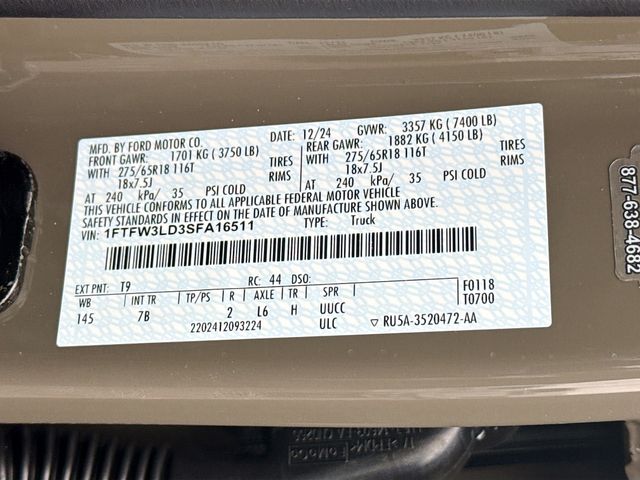 MFD. BY FORD MOTOR CO. DATE: 12/24 GVWR: 3357 KG ( 7400 LB)
FRONT GAWR: 1701 KG ( 3750 LB) REAR GAWR: 1882 KG ( 4150 LB)
WITH 275/65R18 116T TIRES WITH 275/65R18 116T TIRES
18x7.5J RIMS 18x7.5J RIMS
AT 240 kPa/ 35 PSI COLD AT 240 kPa/ 35 PSI COLD
THIS VEHICLE CONFORMS TO ALL APPLICABLE FEDERAL MOTOR VEHICLE
SAFETY STANDARDS IN EFFECT ON THE DATE OF MANUFACTURE SHOWN ABOVE.
VIN: 1FTFW3LD3SFA16511 TYPE: Truck
EXT PNT: T9 RC: 44 DSO: F0118
WB INT TR TP/PS R AXLE TR SPR T0700
145 7B 2 L6 H UUCC
2202412093224 ULC ▽ RU5A-3520472-AA
877-638-4682